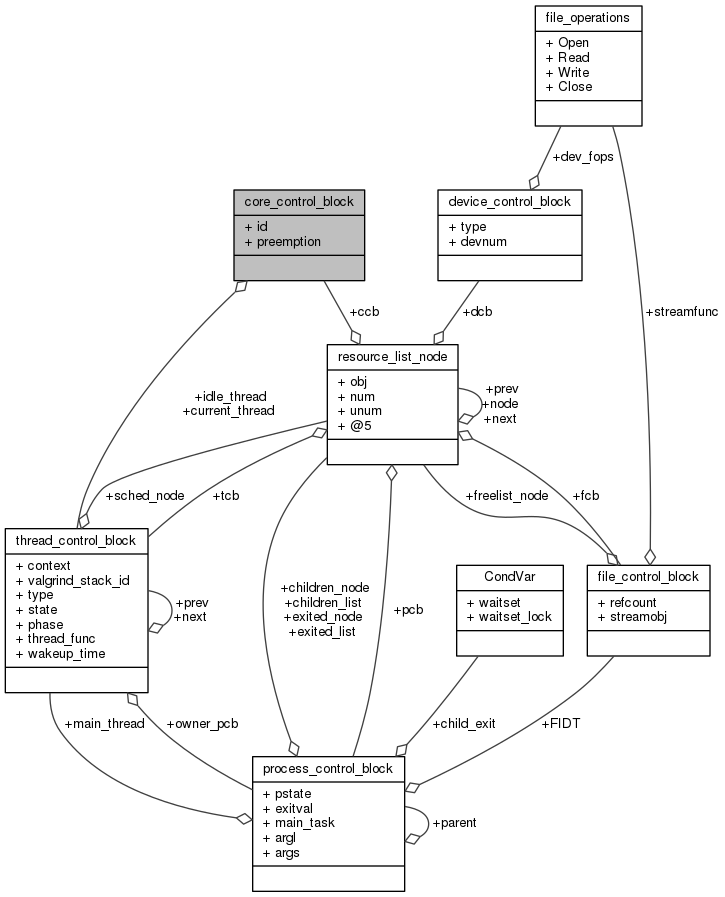 file_operations
+ Open
+ Read
+ Write
+ Close
+dev_fops
core_control_block
+ id
+ preemption
device_control_block
+ type
+ devnum
+streamfunc
+ccb
+dcb
resource_list_node
+ obj
+ num
+ unum
+ @5
+prev
+node
+next
+idle_thread
+current_thread
+sched_node
+tcb
+freelist_node
+fcb
thread_control_block
+ context
+ valgrind_stack_id
+ type
+ state
+ phase
+ thread_func
+ wakeup_time
+prev
+next
+children_node
+children_list
+exited_node
+exited_list
+pcb
CondVar
+ waitset
+ waitset_lock
file_control_block
+ refcount
+ streamobj
+main_thread
+owner_pcb
+child_exit
+FIDT
process_control_block
+ pstate
+ exitval
+ main_task
+ argl
+ args
+parent